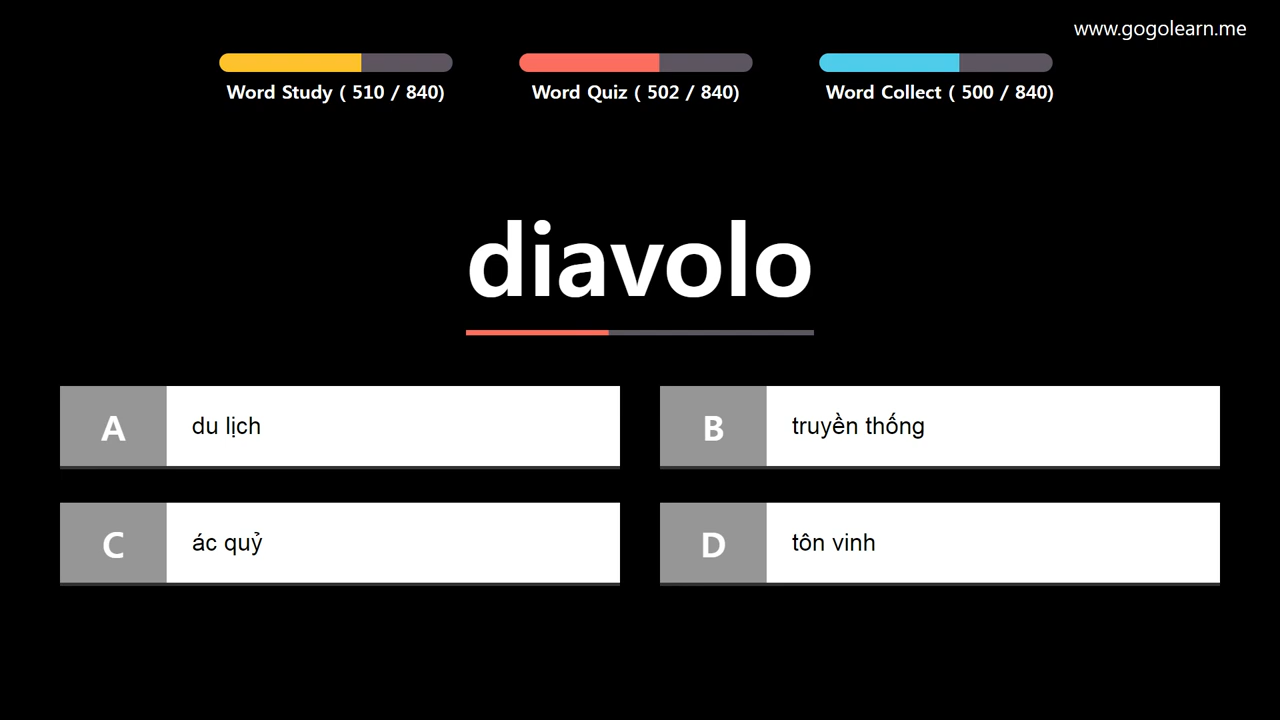 www.gogolearn.me
Word Study ( 510 / 840)
Word Quiz ( 502 / 840)
Word Collect ( 500 / 840)
diavolo
A du lịch
B truyền thống
C ác quỷ
D tôn vinh